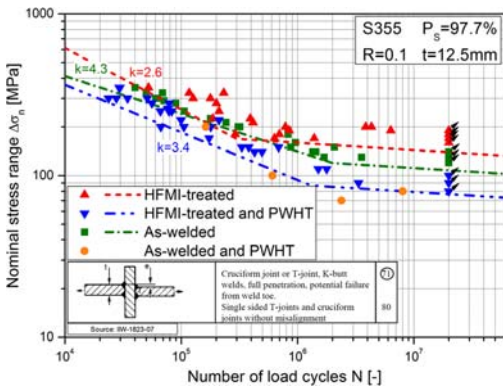 S355 P_S=97.7%
R=0.1 t=12.5mm
k=2.6
k=4.3
k=3.4
Nominal stress range Δσ_n [MPa]
1000
100
10
HFMI-treated
HFMI-treated and PWHT
As-welded
As-welded and PWHT
t
e
Cruciform joint or T-joint, K-butt
welds, full penetration, potential failure
from weld toe.
Single sided T-joints and cruciform
joints without misalignment
71
80
Source: IIW-1823-07
10^4 10^5 10^6 10^7
Number of load cycles N [-]